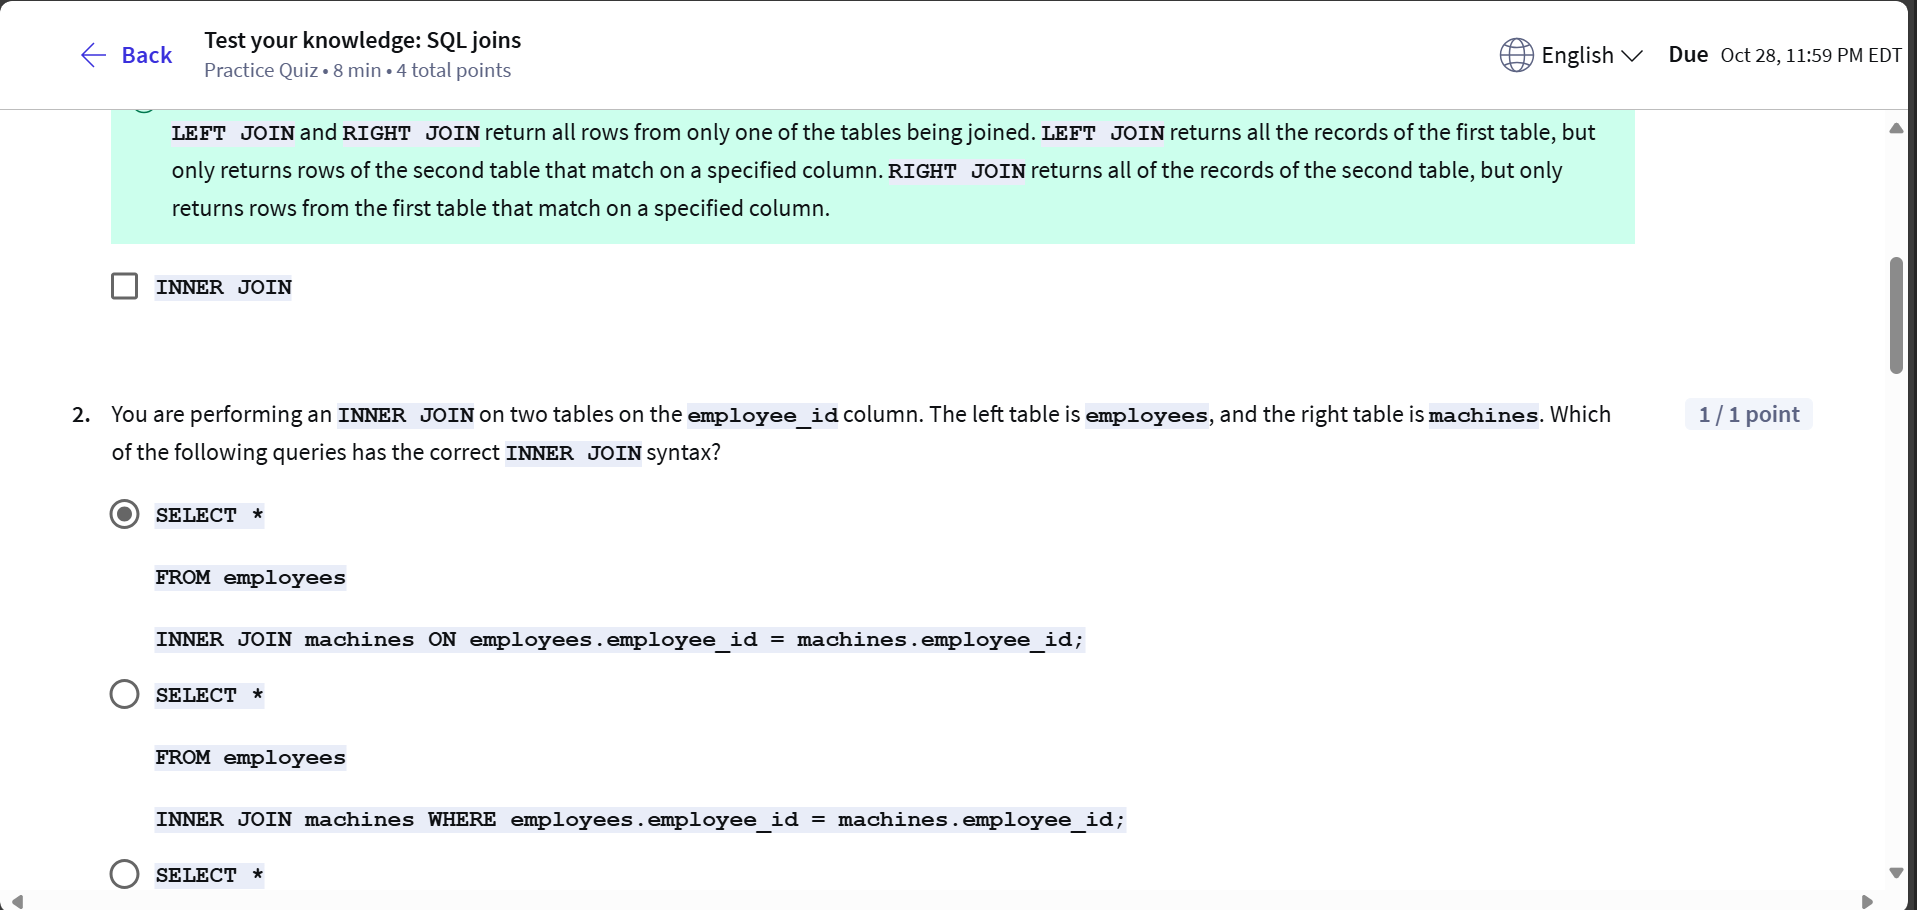 Back
Test your knowledge: SQL joins
Practice Quiz • 8 min • 4 total points
English
Due Oct 28, 11:59 PM EDT
LEFT JOIN and RIGHT JOIN return all rows from only one of the tables being joined. LEFT JOIN returns all the records of the first table, but
only returns rows of the second table that match on a specified column. RIGHT JOIN returns all of the records of the second table, but only
returns rows from the first table that match on a specified column.
INNER JOIN
2. You are performing an INNER JOIN on two tables on the employee_id column. The left table is employees, and the right table is machines. Which
of the following queries has the correct INNER JOIN syntax?
1 / 1 point
SELECT *
FROM employees
INNER JOIN machines ON employees.employee_id = machines.employee_id;
SELECT *
FROM employees
INNER JOIN machines WHERE employees.employee_id = machines.employee_id;
SELECT *